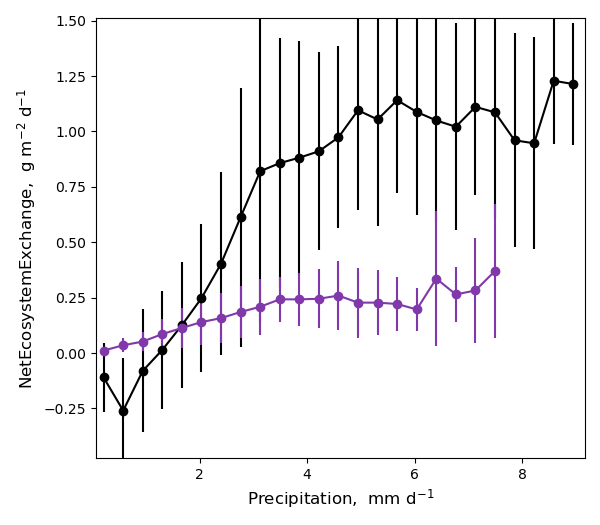 1.50
1.25
1.00
0.75
0.50
0.25
0.00
−0.25
NetEcosystemExchange, g m⁻² d⁻¹
2 4 6 8
Precipitation, mm d⁻¹